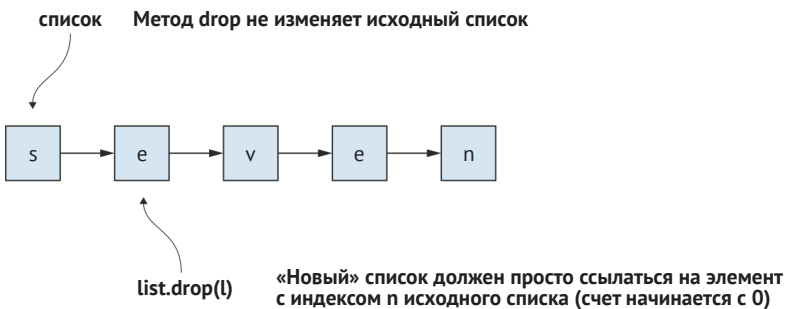 список Метод drop не изменяет исходный список
s e v e n
list.drop(l) «Новый» список должен просто ссылаться на элемент
с индексом n исходного списка (счет начинается с 0)